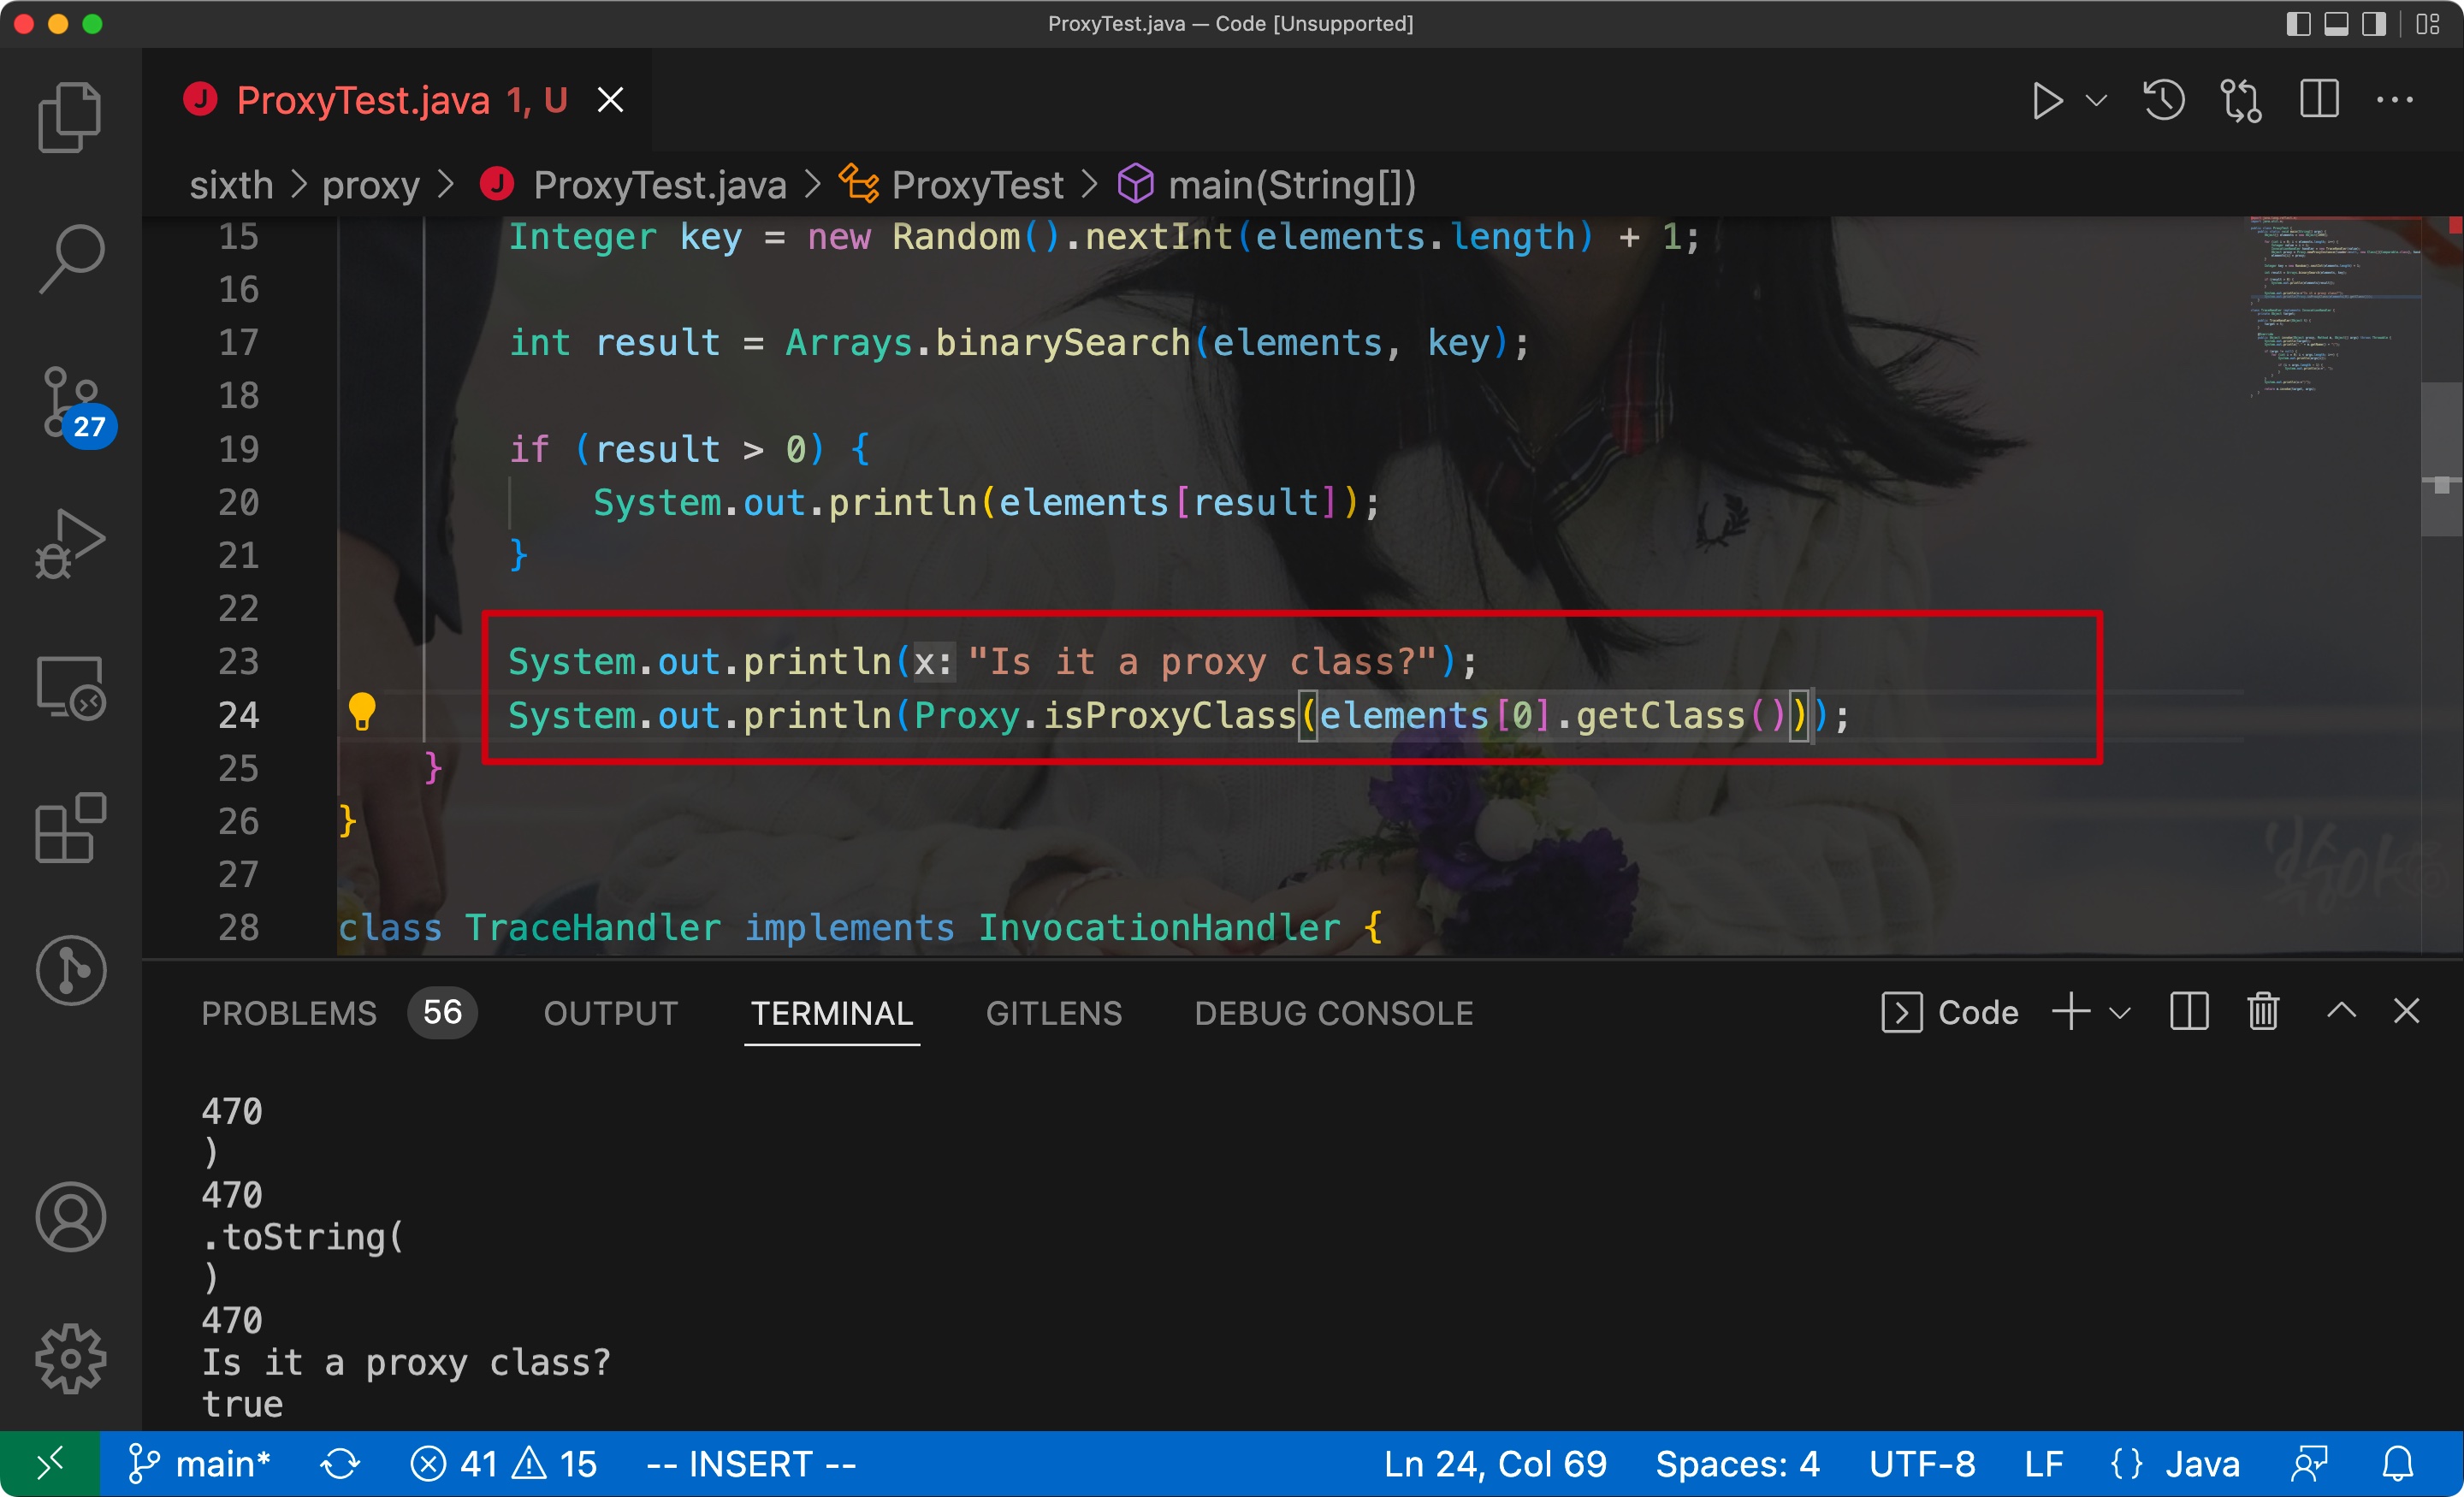 ProxyTest.java — Code [Unsupported]
J ProxyTest.java 1, U
sixth > proxy > J ProxyTest.java > ProxyTest > main(String[])
15 Integer key = new Random().nextInt(elements.length) + 1;
16
17 int result = Arrays.binarySearch(elements, key);
18
19 if (result > 0) {
20 System.out.println(elements[result]);
21 }
22
23 System.out.println(x: "Is it a proxy class?");
24 System.out.println(Proxy.isProxyClass(elements[0].getClass()));
25 }
26 }
27
28 class TraceHandler implements InvocationHandler {
27
PROBLEMS 56 OUTPUT TERMINAL GITLENS DEBUG CONSOLE Code
470
)
470
.toString(
)
470
Is it a proxy class?
true
main* 41 15 -- INSERT -- Ln 24, Col 69 Spaces: 4 UTF-8 LF {} Java